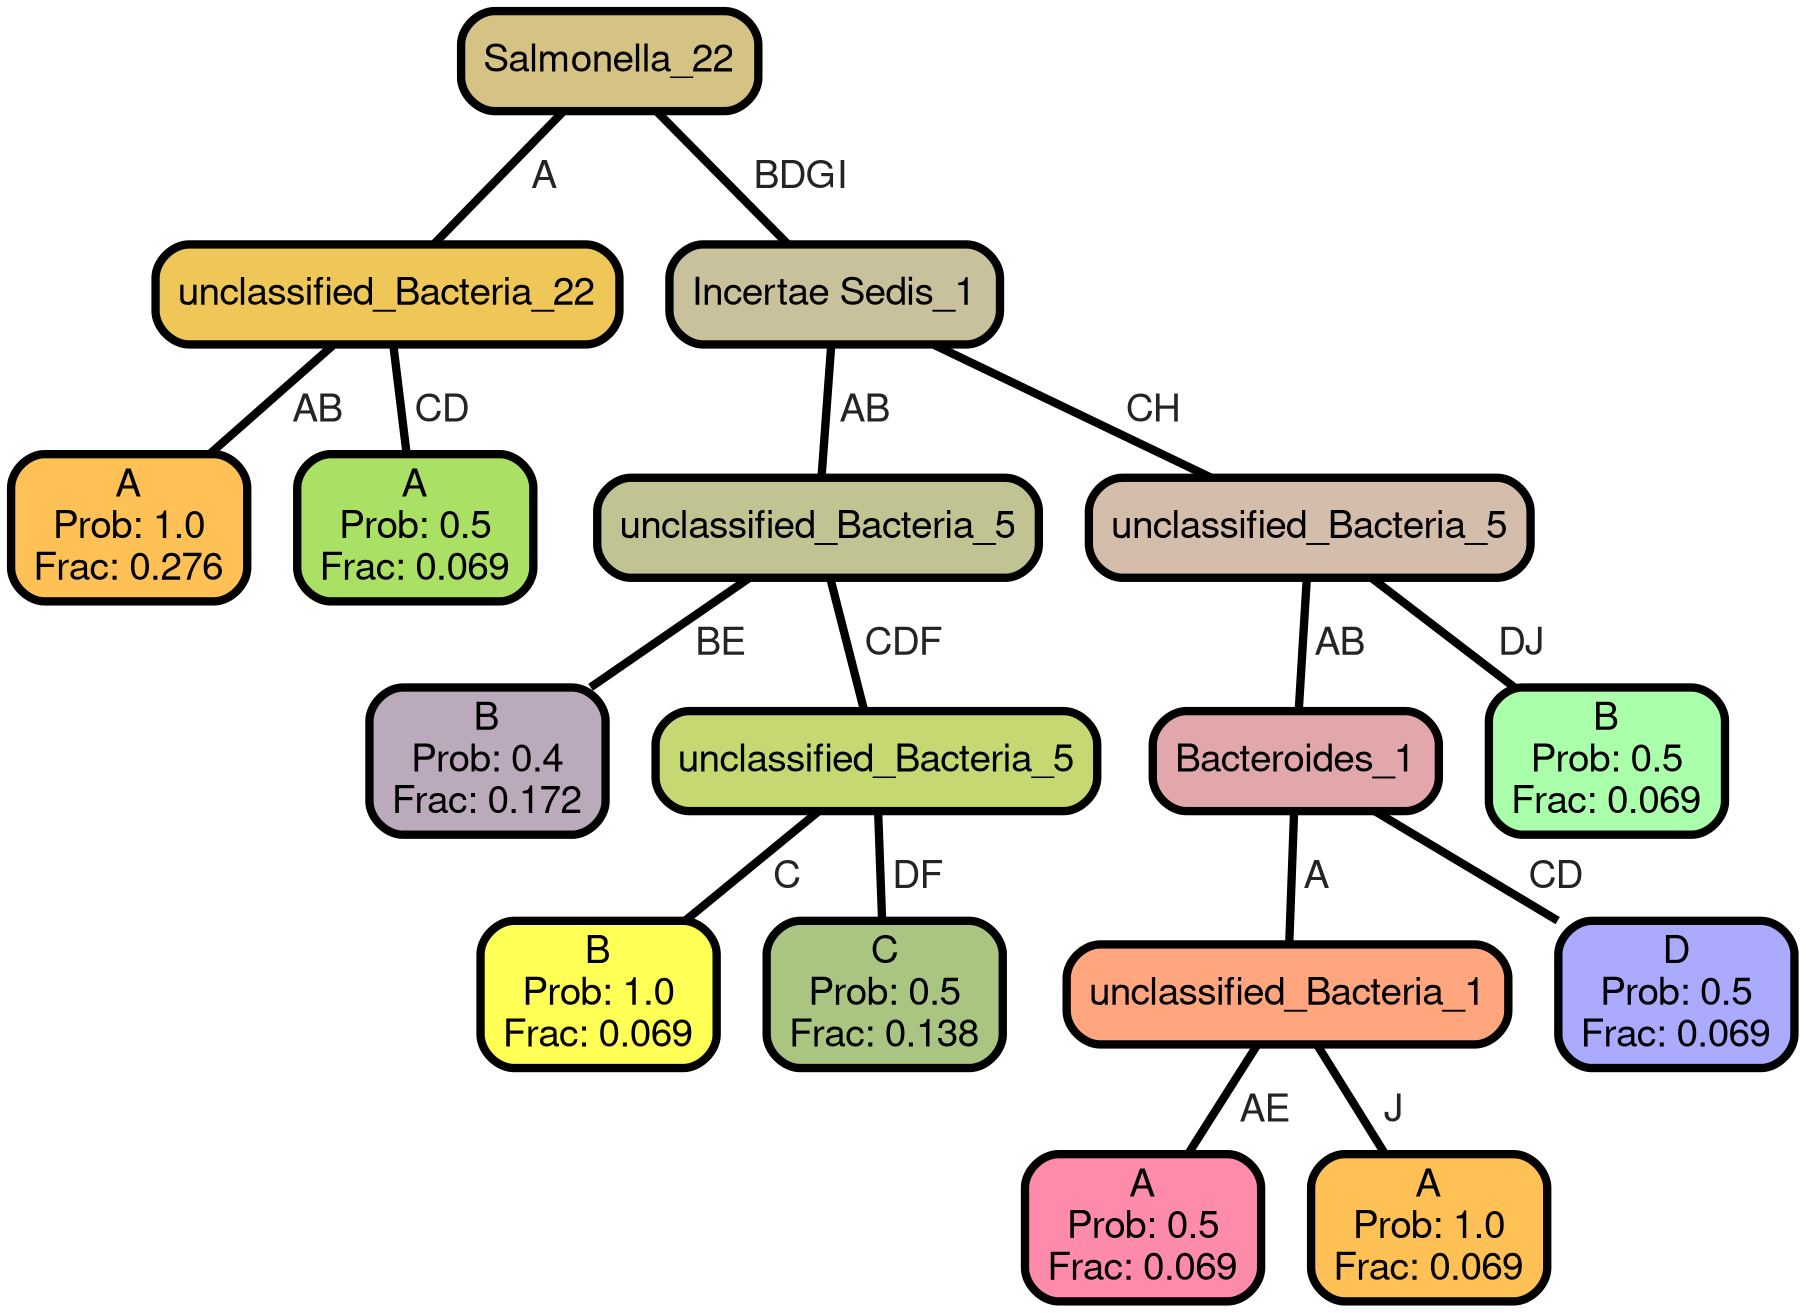 Salmonella_22
A
BDGI
unclassified_Bacteria_22
Incertae Sedis_1
AB
CD
AB
CH
A
Prob: 1.0
Frac: 0.276
A
Prob: 0.5
Frac: 0.069
unclassified_Bacteria_5
unclassified_Bacteria_5
BE
CDF
AB
DJ
B
Prob: 0.4
Frac: 0.172
unclassified_Bacteria_5
Bacteroides_1
B
Prob: 0.5
Frac: 0.069
C
DF
A
CD
B
Prob: 1.0
Frac: 0.069
C
Prob: 0.5
Frac: 0.138
unclassified_Bacteria_1
D
Prob: 0.5
Frac: 0.069
AE
J
A
Prob: 0.5
Frac: 0.069
A
Prob: 1.0
Frac: 0.069